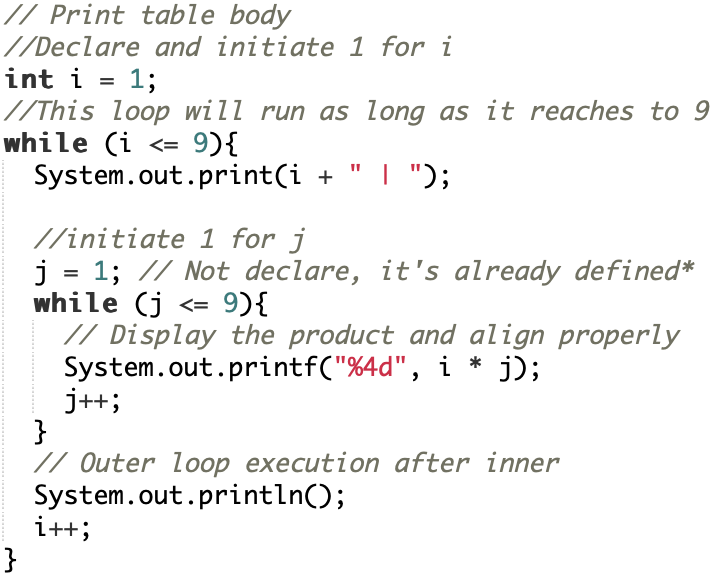 // Print table body
//Declare and initiate 1 for i
int i = 1;
//This loop will run as long as it reaches to 9
while (i <= 9){
  System.out.print(i + " | ");

  //initiate 1 for j
  j = 1; // Not declare, it's already defined*
  while (j <= 9){
    // Display the product and align properly
    System.out.printf("%4d", i * j);
    j++;
  }
  // Outer loop execution after inner
  System.out.println();
  i++;
}